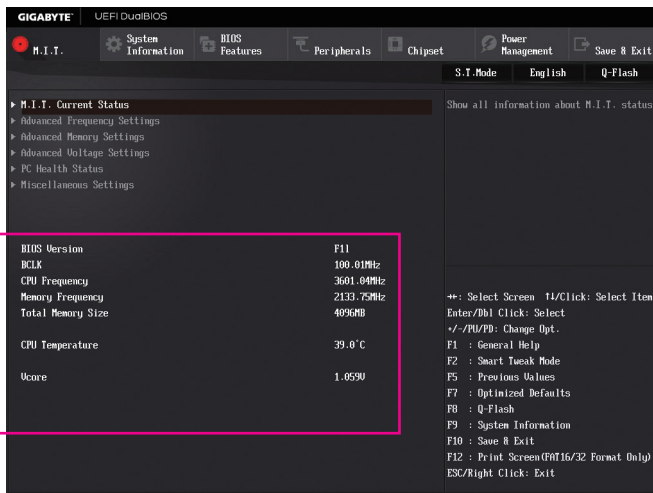 GIGABYTE™ UEFI DualBIOS
M.I.T. System Information BIOS Features Peripherals Chipset Power Management Save & Exit
S.T.Mode English Q-Flash
M.I.T. Current Status
Show all information about M.I.T. status
Advanced Frequency Settings
Advanced Memory Settings
Advanced Voltage Settings
PC Health Status
Miscellaneous Settings
BIOS Version F11
BCLK 100.01MHz
CPU Frequency 3601.04MHz
Memory Frequency 2133.75MHz
Total Memory Size 4096MB
CPU Temperature 39.0°C
Vcore 1.059V
→←: Select Screen ↑↓/Click: Select Item
Enter/Dbl Click: Select
+/-/PU/PD: Change Opt.
F1 : General Help
F2 : Smart Tweak Mode
F5 : Previous Values
F7 : Optimized Defaults
F8 : Q-Flash
F9 : System Information
F10 : Save & Exit
F12 : Print Screen(FAT16/32 Format Only)
ESC/Right Click: Exit